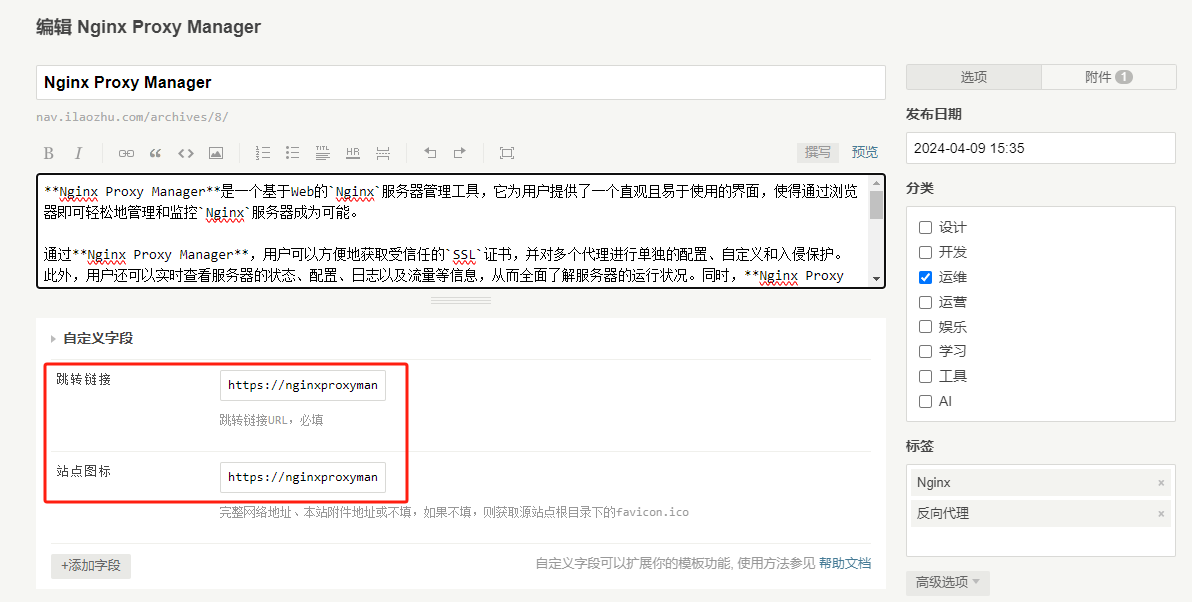 编辑 Nginx Proxy Manager
Nginx Proxy Manager
nav.ilaozhu.com/archives/8/
B I TITL HR
撰写 预览
**Nginx Proxy Manager**是一个基于Web的`Nginx`服务器管理工具，它为用户提供了一个直观且易于使用的界面，使得通过浏览
器即可轻松地管理和监控`Nginx`服务器成为可能。
通过**Nginx Proxy Manager**，用户可以方便地获取受信任的`SSL`证书，并对多个代理进行单独的配置、自定义和入侵保护。
此外，用户还可以实时查看服务器的状态、配置、日志以及流量等信息，从而全面了解服务器的运行状况。同时，**Nginx Proxy
自定义字段
跳转链接
https://nginxproxyman
跳转链接URL，必填
站点图标
https://nginxproxyman
完整网络地址、本站附件地址或不填，如果不填，则获取源站点根目录下的favicon.ico
+添加字段
自定义字段可以扩展你的模板功能, 使用方法参见 帮助文档
选项
附件 1
发布日期
2024-04-09 15:35
分类
设计
开发
运维
运营
娱乐
学习
工具
AI
标签
Nginx ×
反向代理 ×
高级选项